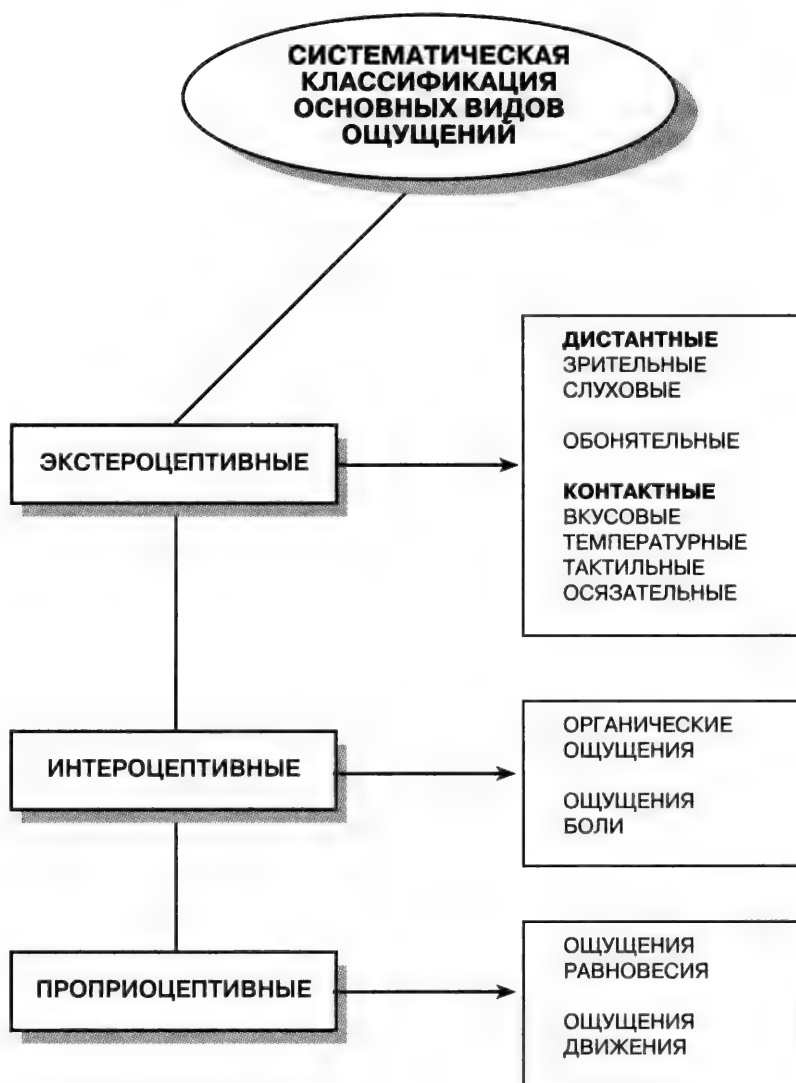 СИСТЕМАТИЧЕСКАЯ
КЛАССИФИКАЦИЯ
ОСНОВНЫХ ВИДОВ
ОЩУЩЕНИЙ
ЭКСТЕРОЦЕПТИВНЫЕ
ДИСТАНТНЫЕ
ЗРИТЕЛЬНЫЕ
СЛУХОВЫЕ
ОБОНЯТЕЛЬНЫЕ
КОНТАКТНЫЕ
ВКУСОВЫЕ
ТЕМПЕРАТУРНЫЕ
ТАКТИЛЬНЫЕ
ОСЯЗАТЕЛЬНЫЕ
ИНТЕРОЦЕПТИВНЫЕ
ОРГАНИЧЕСКИЕ
ОЩУЩЕНИЯ
ОЩУЩЕНИЯ
БОЛИ
ПРОПРИОЦЕПТИВНЫЕ
ОЩУЩЕНИЯ
РАВНОВЕСИЯ
ОЩУЩЕНИЯ
ДВИЖЕНИЯ